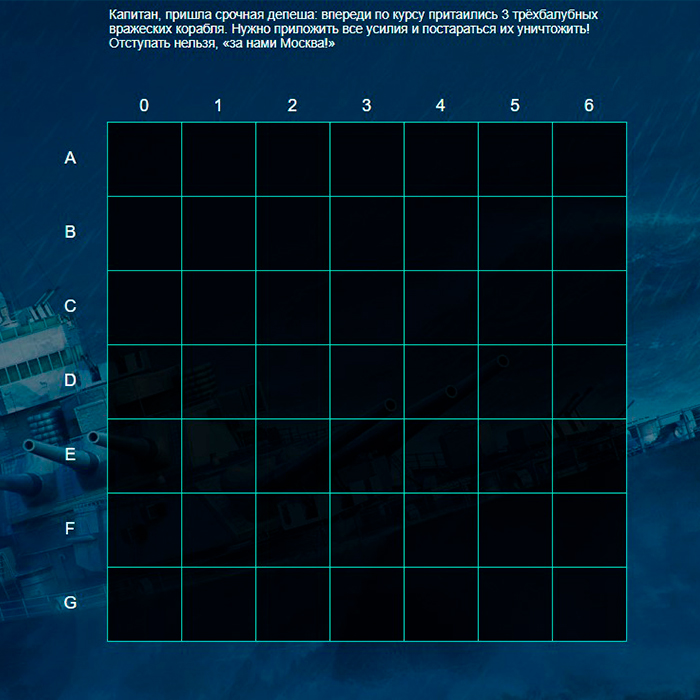 Капитан, пришла срочная депеша: впереди по курсу притаились 3 трёхбалубных
вражеских корабля. Нужно приложить все усилия и постараться их уничтожить!
Отступать нельзя, «за нами Москва!»
0 1 2 3 4 5 6
A
B
C
D
E
F
G